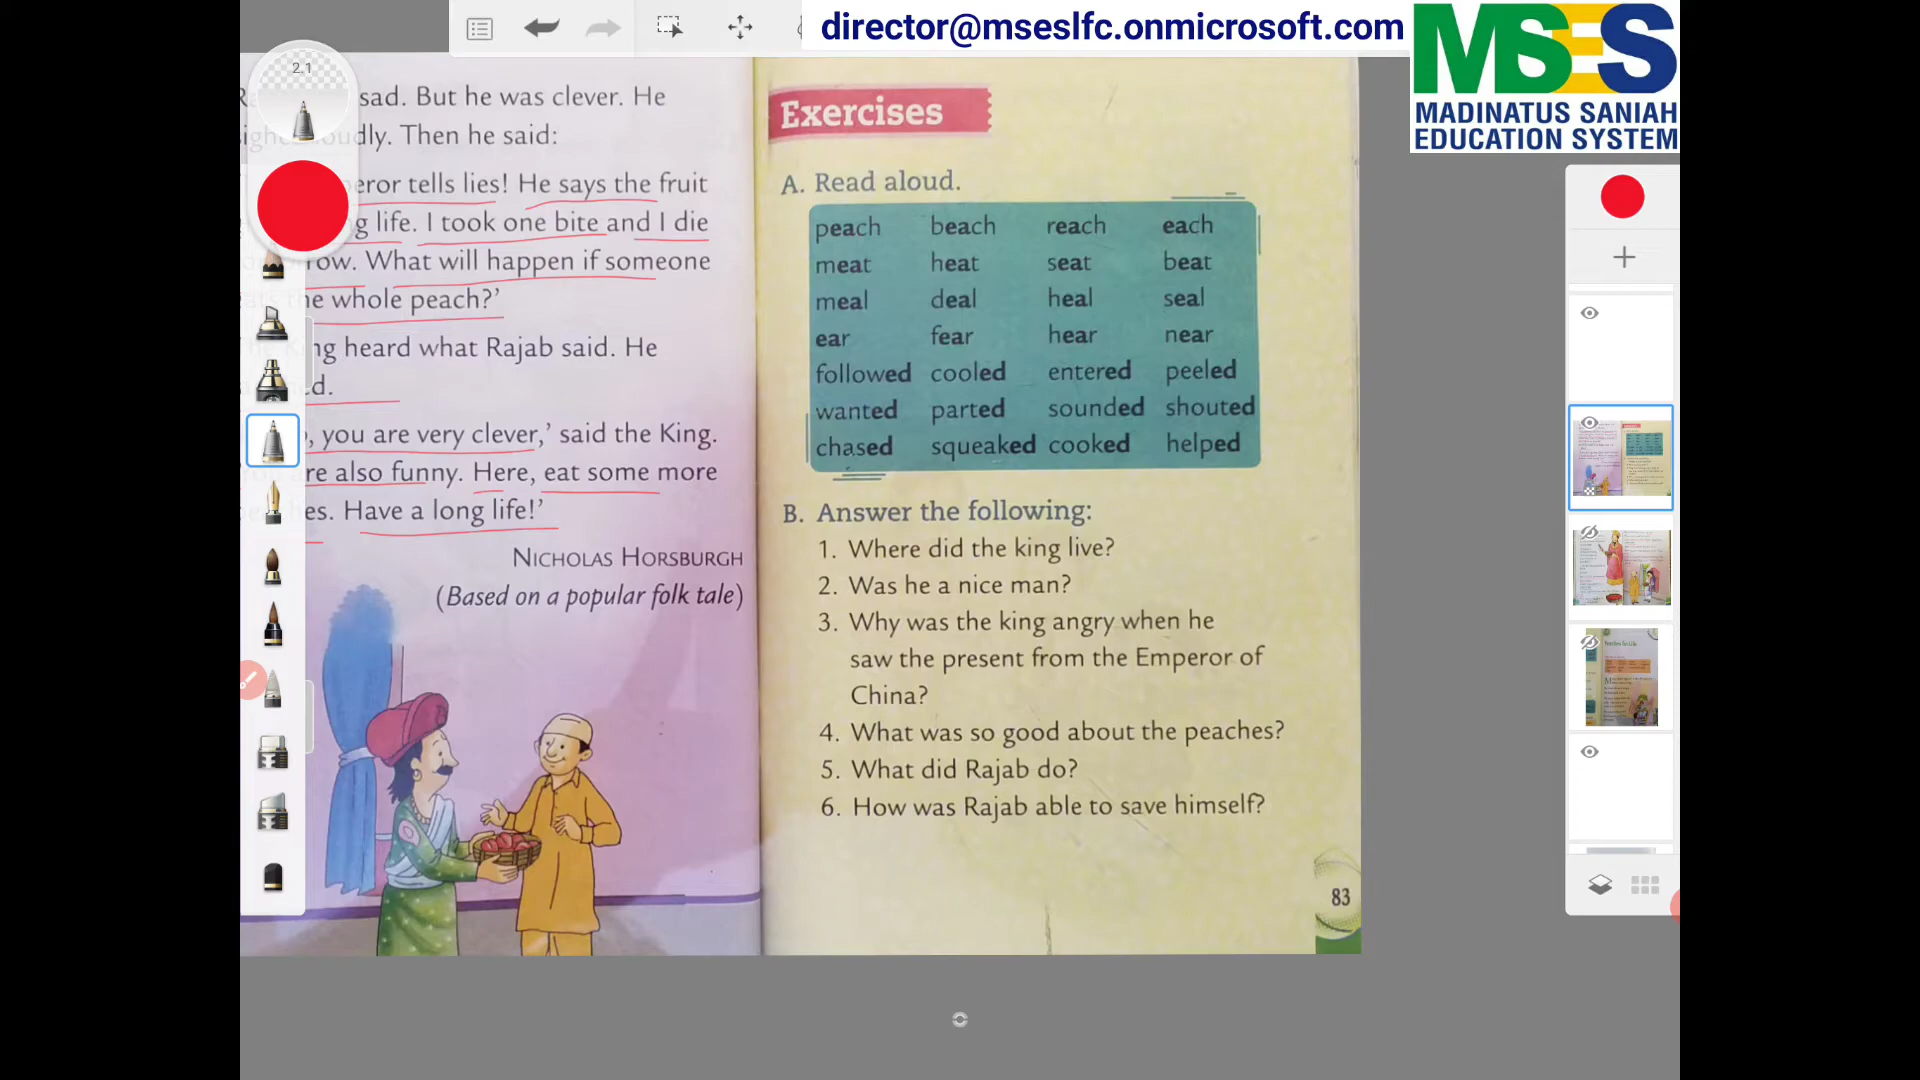 director@mseslfc.onmicrosoft.com
MSES
MADINATUS SANIAH
EDUCATION SYSTEM
2.1
sad. But he was clever. He
loudly. Then he said:
eror tells lies! He says the fruit
g life. I took one bite and I die
row. What will happen if someone
the whole peach?'
ng heard what Rajab said. He
ed.
, you are very clever,' said the King.
re also funny. Here, eat some more
es. Have a long life!'
NICHOLAS HORSBURGH
(Based on a popular folk tale)
Exercises
A. Read aloud.
peach beach reach each
meat heat seat beat
meal deal heal seal
ear fear hear near
followed cooled entered peeled
wanted parted sounded shouted
chased squeaked cooked helped
B. Answer the following:
1. Where did the king live?
2. Was he a nice man?
3. Why was the king angry when he
saw the present from the Emperor of
China?
4. What was so good about the peaches?
5. What did Rajab do?
6. How was Rajab able to save himself?
83